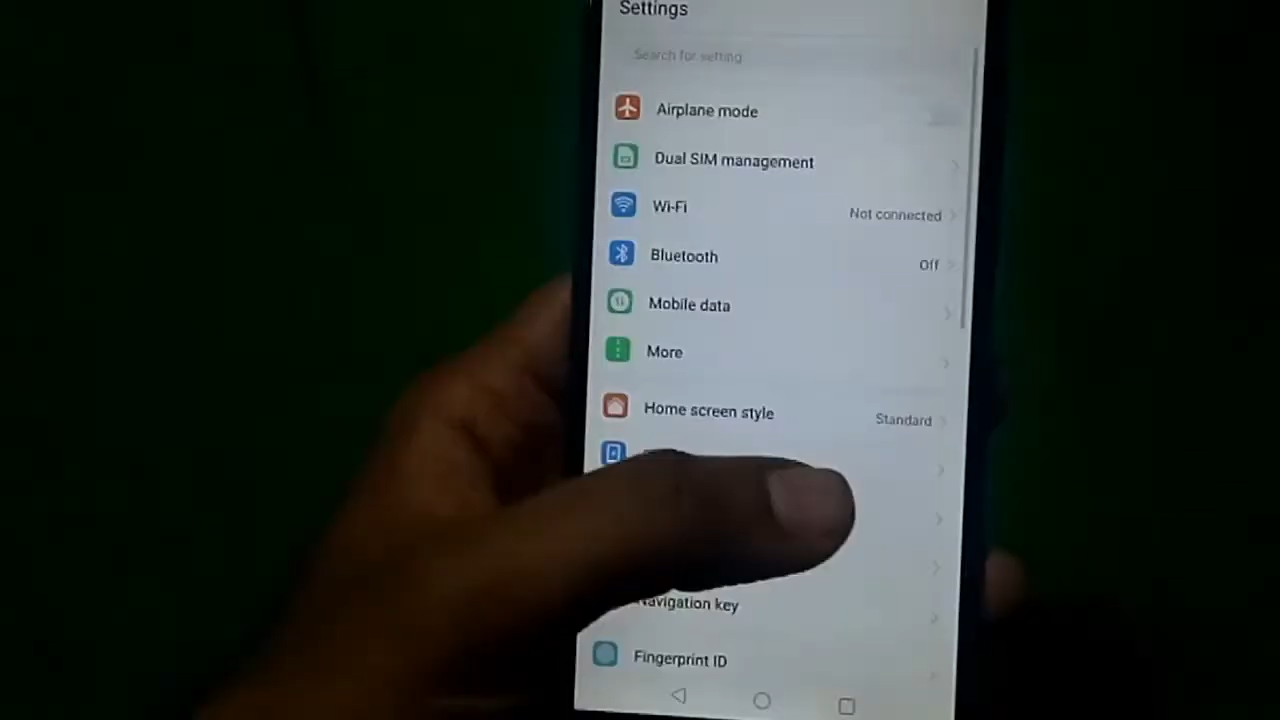 Settings
Search for setting
Airplane mode
Dual SIM management
Wi-Fi Not connected
Bluetooth Off
Mobile data
More
Home screen style Standard
Navigation key
Fingerprint ID